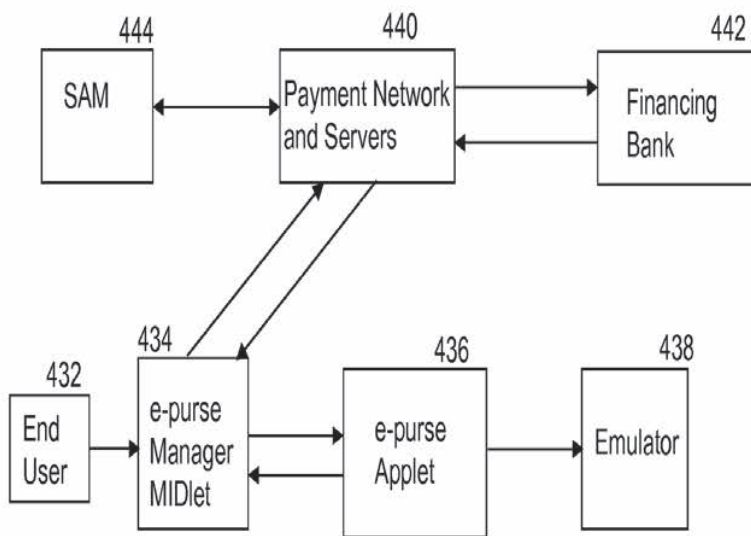 444
SAM
440
Payment Network
and Servers
442
Financing
Bank
432
End
User
434
e-purse
Manager
MIDlet
436
e-purse
Applet
438
Emulator